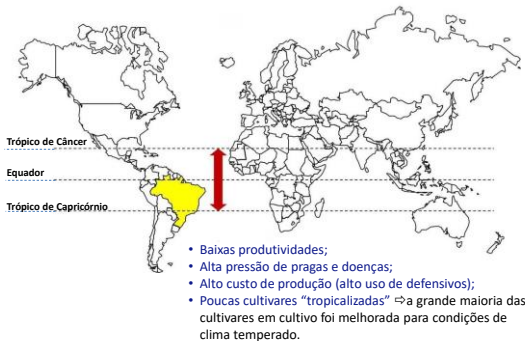 Trópico de Câncer
Equador
Trópico de Capricórnio
• Baixas produtividades;
• Alta pressão de pragas e doenças;
• Alto custo de produção (alto uso de defensivos);
• Poucas cultivares “tropicalizadas” ⇨a grande maioria das
cultivares em cultivo foi melhorada para condições de
clima temperado.